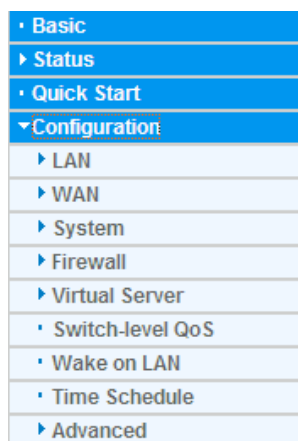 Basic
Status
Quick Start
Configuration
LAN
WAN
System
Firewall
Virtual Server
Switch-level QoS
Wake on LAN
Time Schedule
Advanced